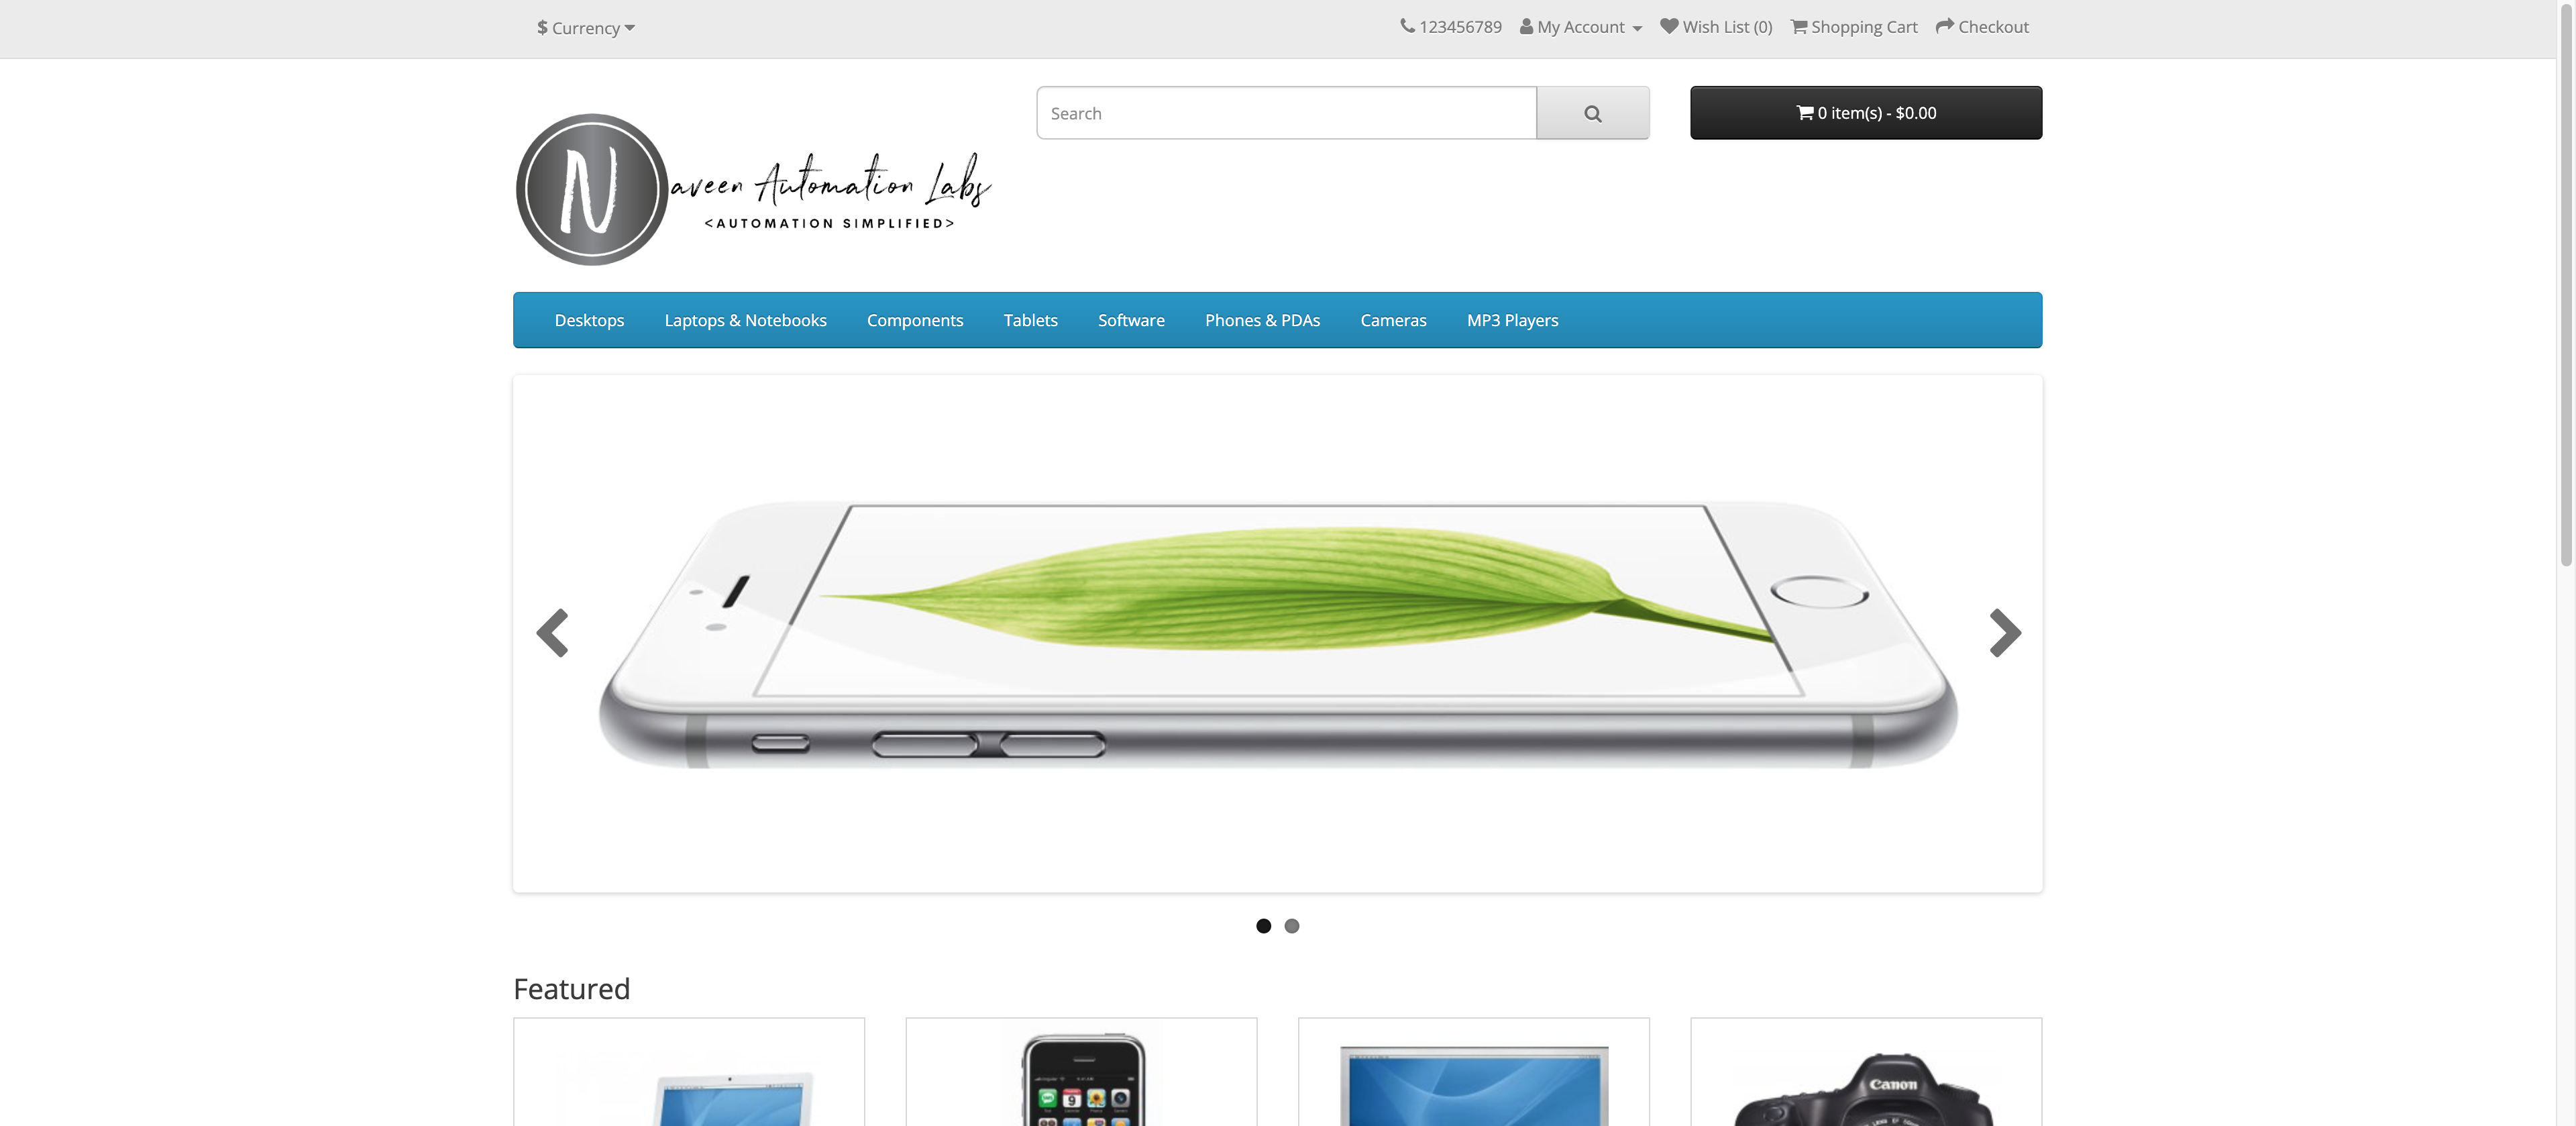 $ Currency
123456789 My Account Wish List (0) Shopping Cart Checkout
Search
0 item(s) - $0.00
Naveen Automation Labs
<AUTOMATION SIMPLIFIED>
Desktops Laptops & Notebooks Components Tablets Software Phones & PDAs Cameras MP3 Players
Featured
9
Canon